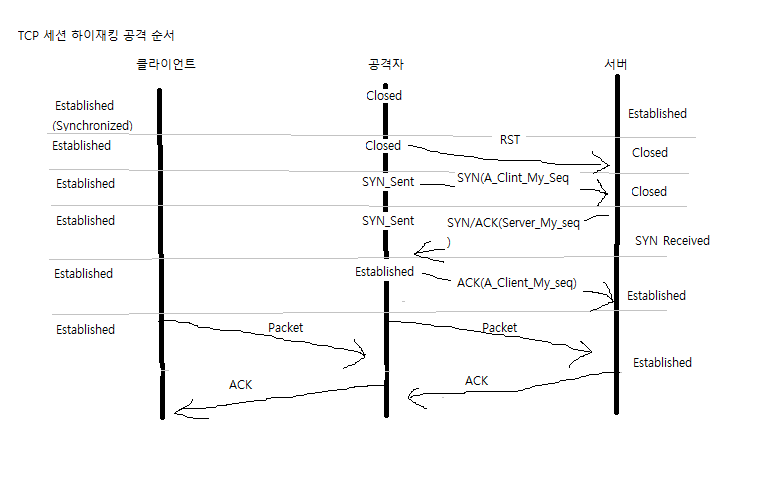 TCP 세션 하이재킹 공격 순서
클라이언트 공격자 서버
Closed
Established
(Synchronized)
Established
Established Closed RST
Closed
Established SYN_Sent SYN(A_Clint_My_Seq
Closed
Established SYN_Sent SYN/ACK(Server_My_seq
)
SYN Received
Established Established ACK(A_Client_My_seq)
Established
Established Packet Packet
Established
ACK ACK